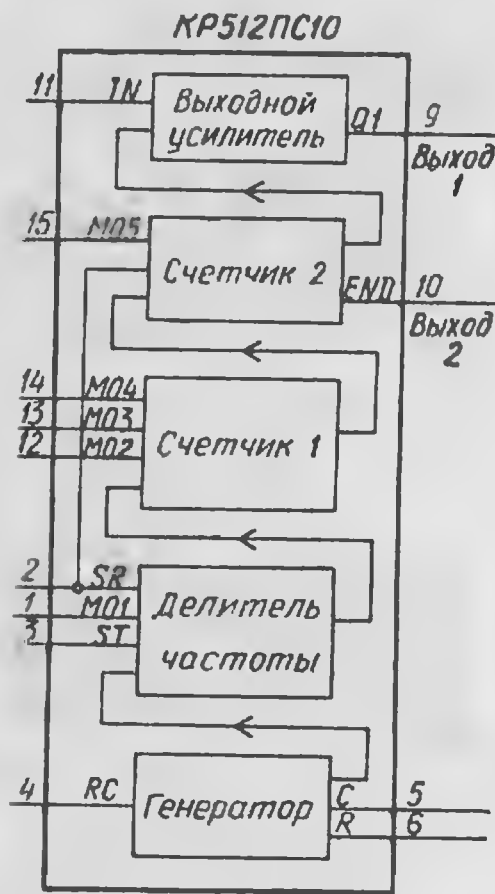 КР512ПС10
11 IN
Выходной
усилитель
Q1 9
Выход
1
15 M05
Счетчик 2
END 10
Выход
2
14 M04
13 M03
12 M02
Счетчик 1
2 SR
1 M01
3 ST
Делитель
частоты
4 RC
Генератор
C 5
R 6